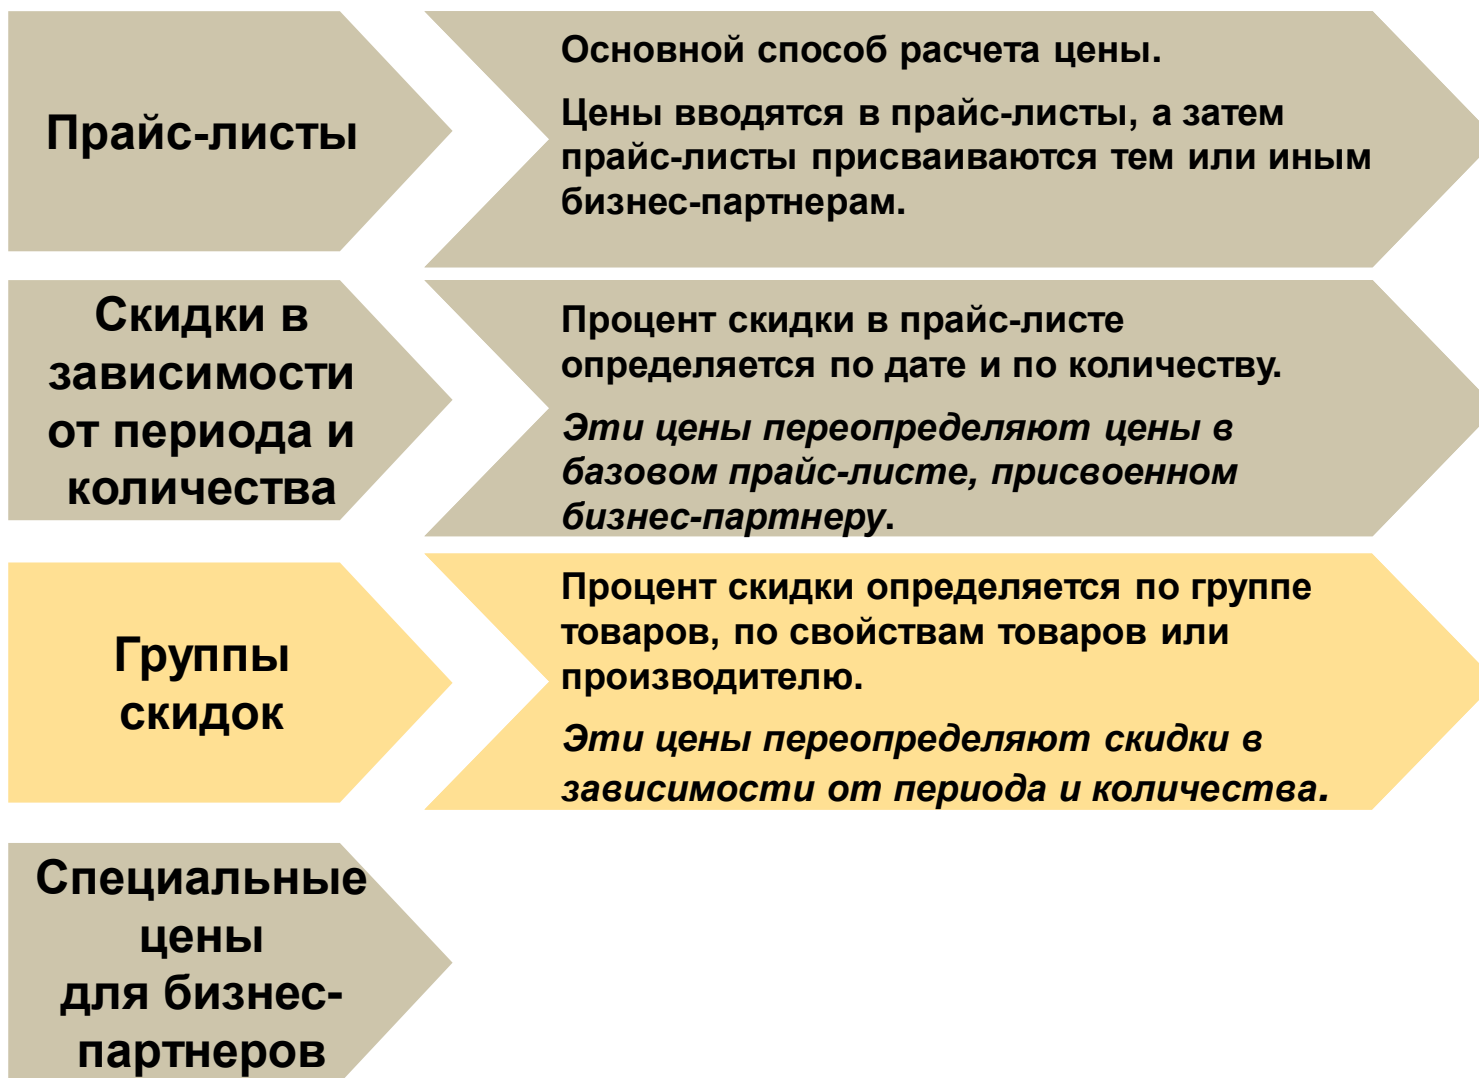 Прайс-листы
Основной способ расчета цены.
Цены вводятся в прайс-листы, а затем
прайс-листы присваиваются тем или иным
бизнес-партнерам.
Скидки в
зависимости
от периода и
количества
Процент скидки в прайс-листе
определяется по дате и по количеству.
Эти цены переопределяют цены в
базовом прайс-листе, присвоенном
бизнес-партнеру.
Группы
скидок
Процент скидки определяется по группе
товаров, по свойствам товаров или
производителю.
Эти цены переопределяют скидки в
зависимости от периода и количества.
Специальные
цены
для бизнес-
партнеров